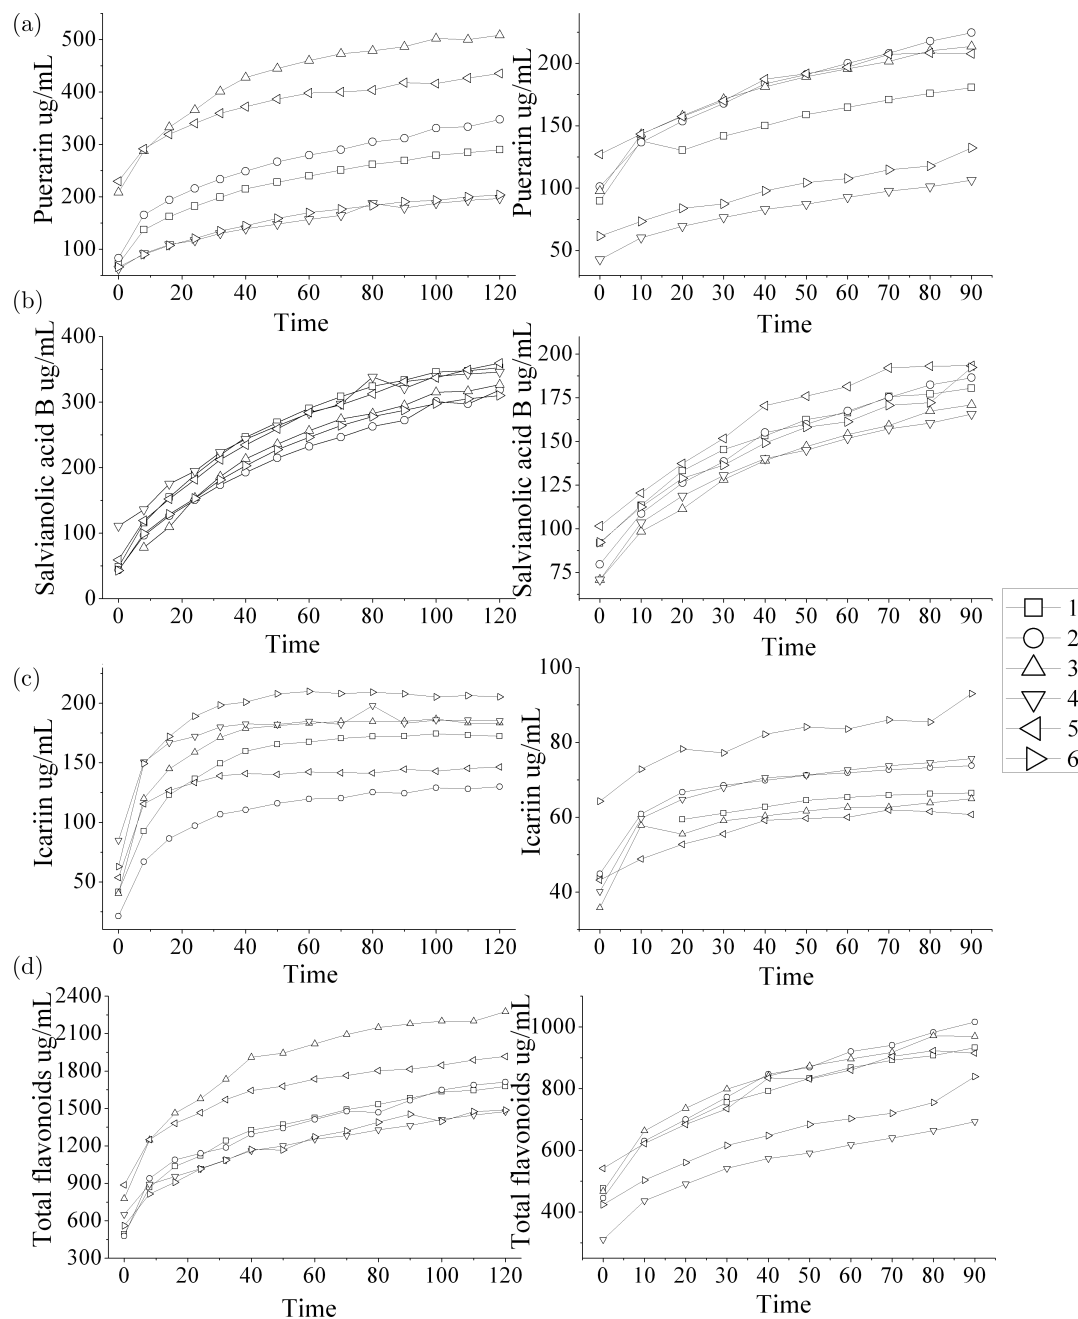 (a)
Puerarin ug/mL
500
400
300
200
100
0 20 40 60 80 100 120
Time
Puerarin ug/mL
200
150
100
50
0 10 20 30 40 50 60 70 80 90
Time
(b)
Salvianolic acid B ug/mL
400
300
200
100
0
0 20 40 60 80 100 120
Time
Salvianolic acid B ug/mL
200
175
150
125
100
75
0 10 20 30 40 50 60 70 80 90
Time
1
2
3
4
5
6
(c)
Icariin ug/mL
200
150
100
50
0 20 40 60 80 100 120
Time
Icariin ug/mL
100
80
60
40
0 10 20 30 40 50 60 70 80 90
Time
(d)
Total flavonoids ug/mL
2400
2100
1800
1500
1200
900
600
300
0 20 40 60 80 100 120
Time
Total flavonoids ug/mL
1000
800
600
400
0 10 20 30 40 50 60 70 80 90
Time